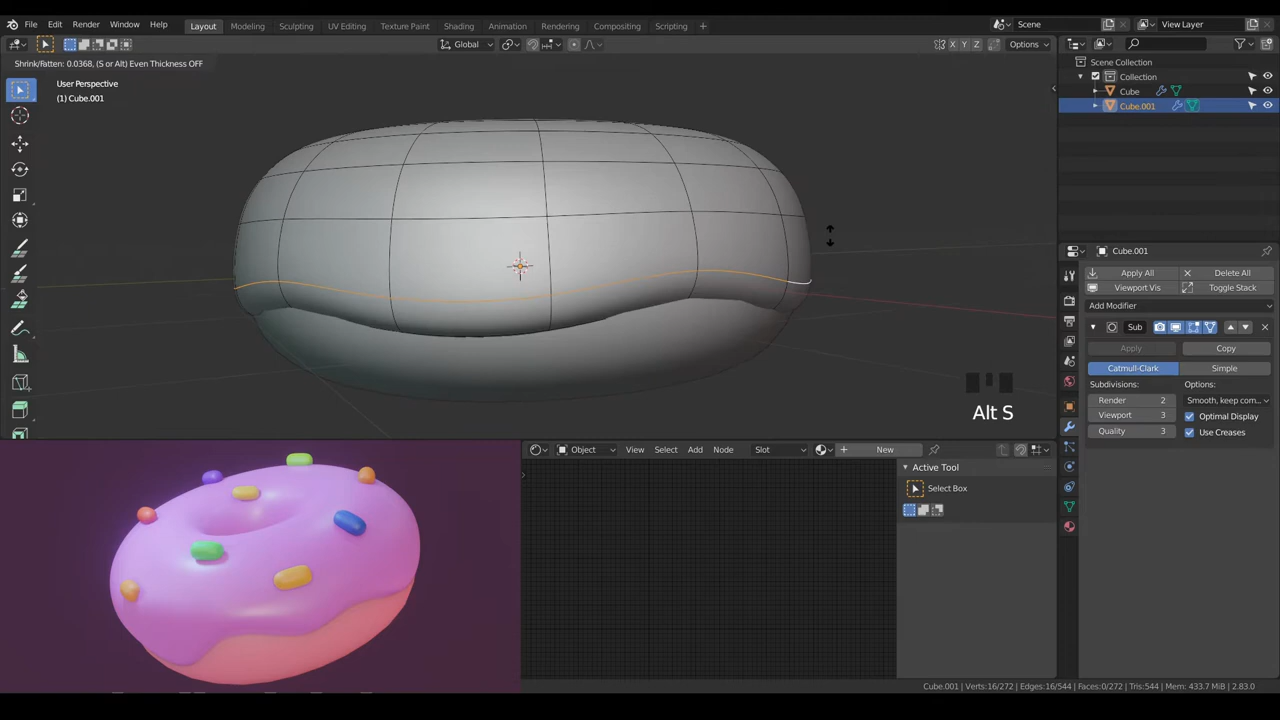 File Edit Render Window Help Layout Modeling Sculpting UV Editing Texture Paint Shading Animation Rendering Compositing Scripting + Scene View Layer
Global X Y Z Options
Shrink/Fatten: 0.0368, (S or Alt) Even Thickness OFF
User Perspective
(1) Cube.001
Scene Collection
Collection
Cube
Cube.001
Cube.001
Apply All Delete All
Viewport Vis Toggle Stack
Add Modifier
Sub
Apply Copy
Catmull-Clark Simple
Subdivisions: Options:
Render 2 Smooth, keep com...
Viewport 3 Optimal Display
Quality 3 Use Creases
Alt S
Object View Select Add Node Slot New
Active Tool
Select Box
Cube.001 | Verts:16/272 | Edges:16/544 | Faces:0/272 | Tris:544 | Mem: 433.7 MiB | 2.83.0